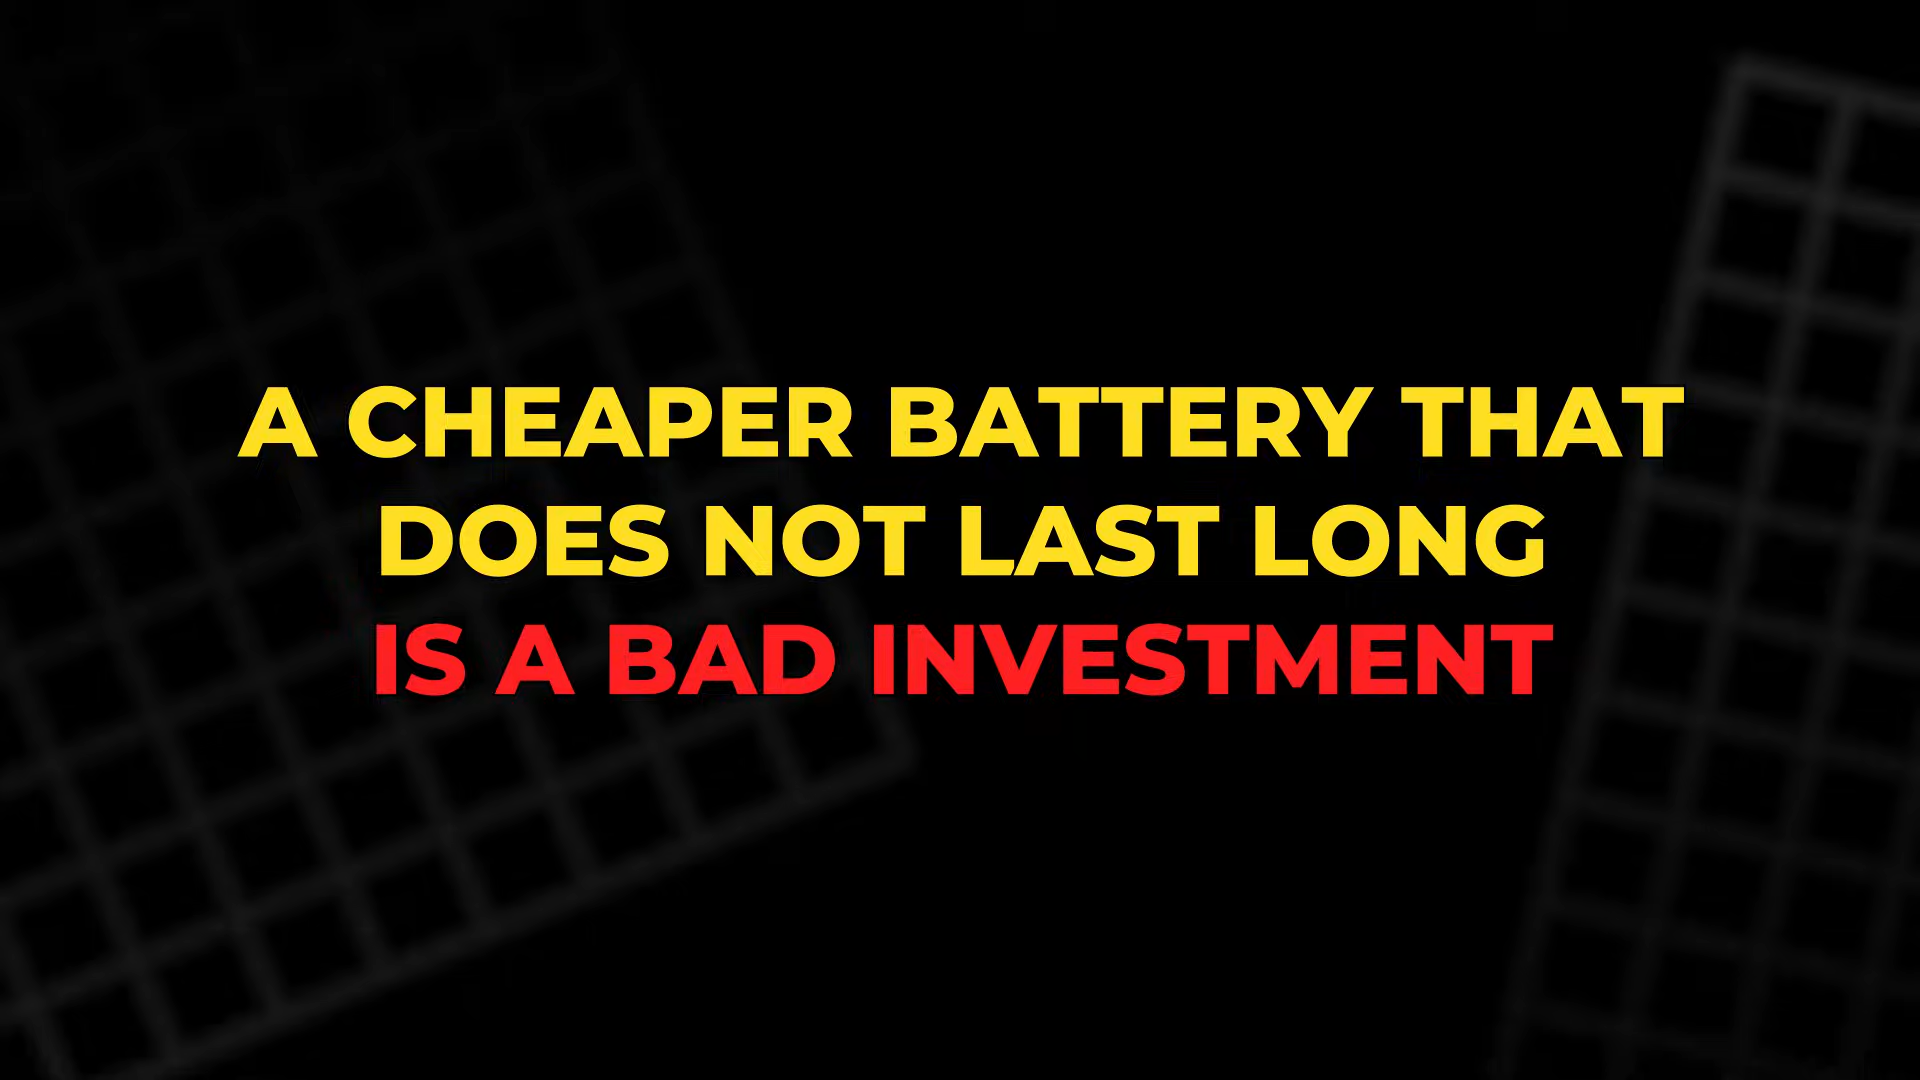 A CHEAPER BATTERY THAT
DOES NOT LAST LONG
IS A BAD INVESTMENT